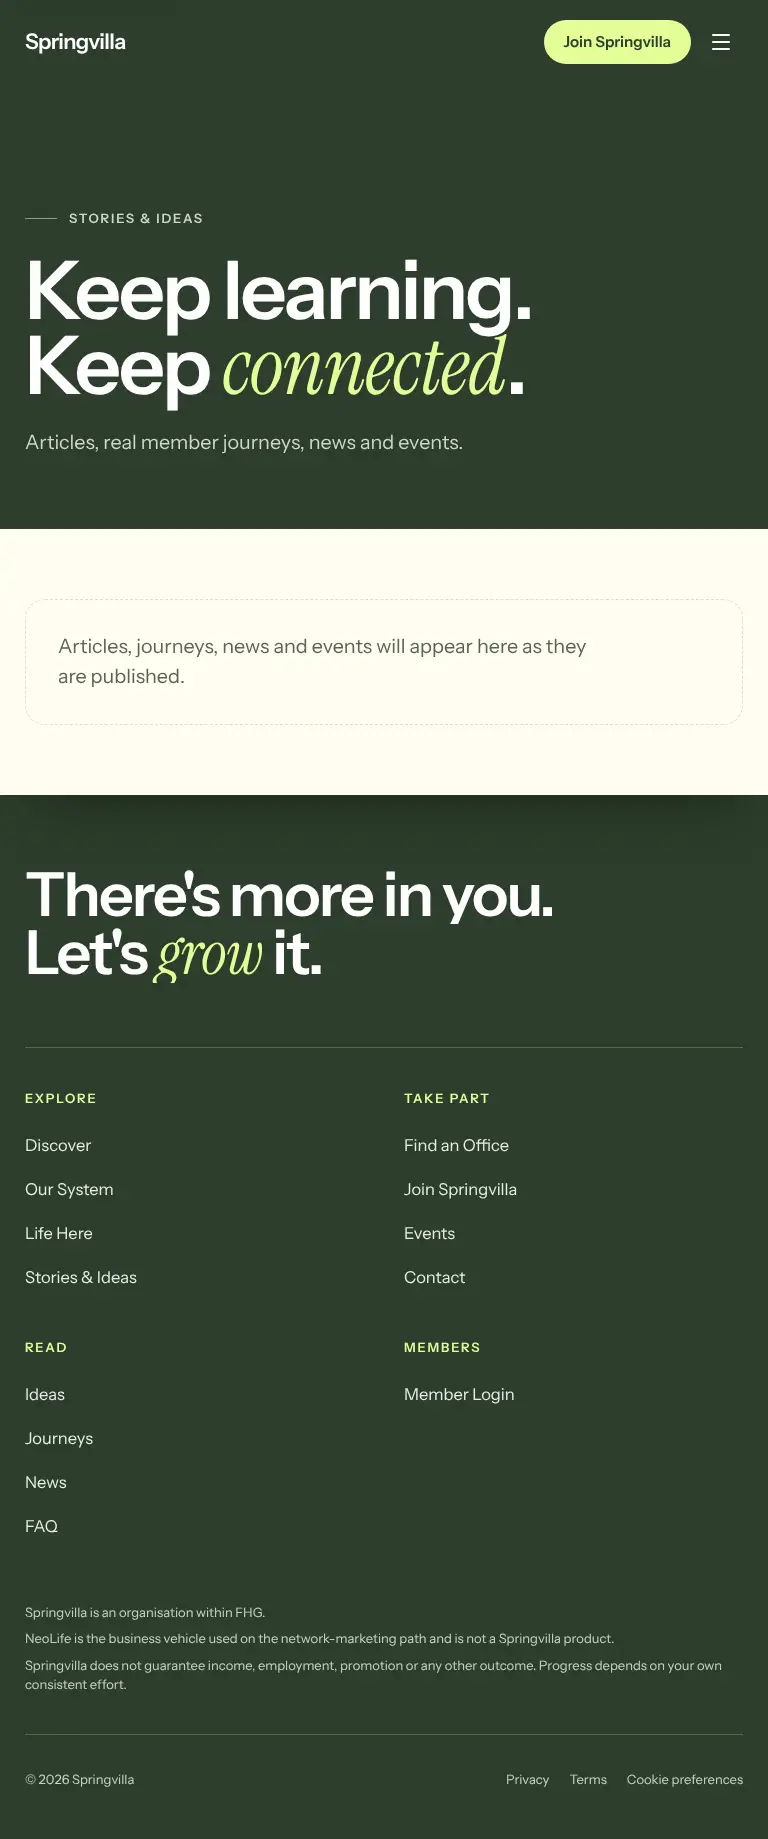 Springvilla
Join Springvilla
STORIES & IDEAS
Keep learning.
Keep connected.
Articles, real member journeys, news and events.
Articles, journeys, news and events will appear here as they
are published.
There's more in you.
Let's grow it.
EXPLORE
Discover
Our System
Life Here
Stories & Ideas
TAKE PART
Find an Office
Join Springvilla
Events
Contact
READ
Ideas
Journeys
News
FAQ
MEMBERS
Member Login
Springvilla is an organisation within FHG.
NeoLife is the business vehicle used on the network-marketing path and is not a Springvilla product.
Springvilla does not guarantee income, employment, promotion or any other outcome. Progress depends on your own
consistent effort.
© 2026 Springvilla
Privacy Terms Cookie preferences